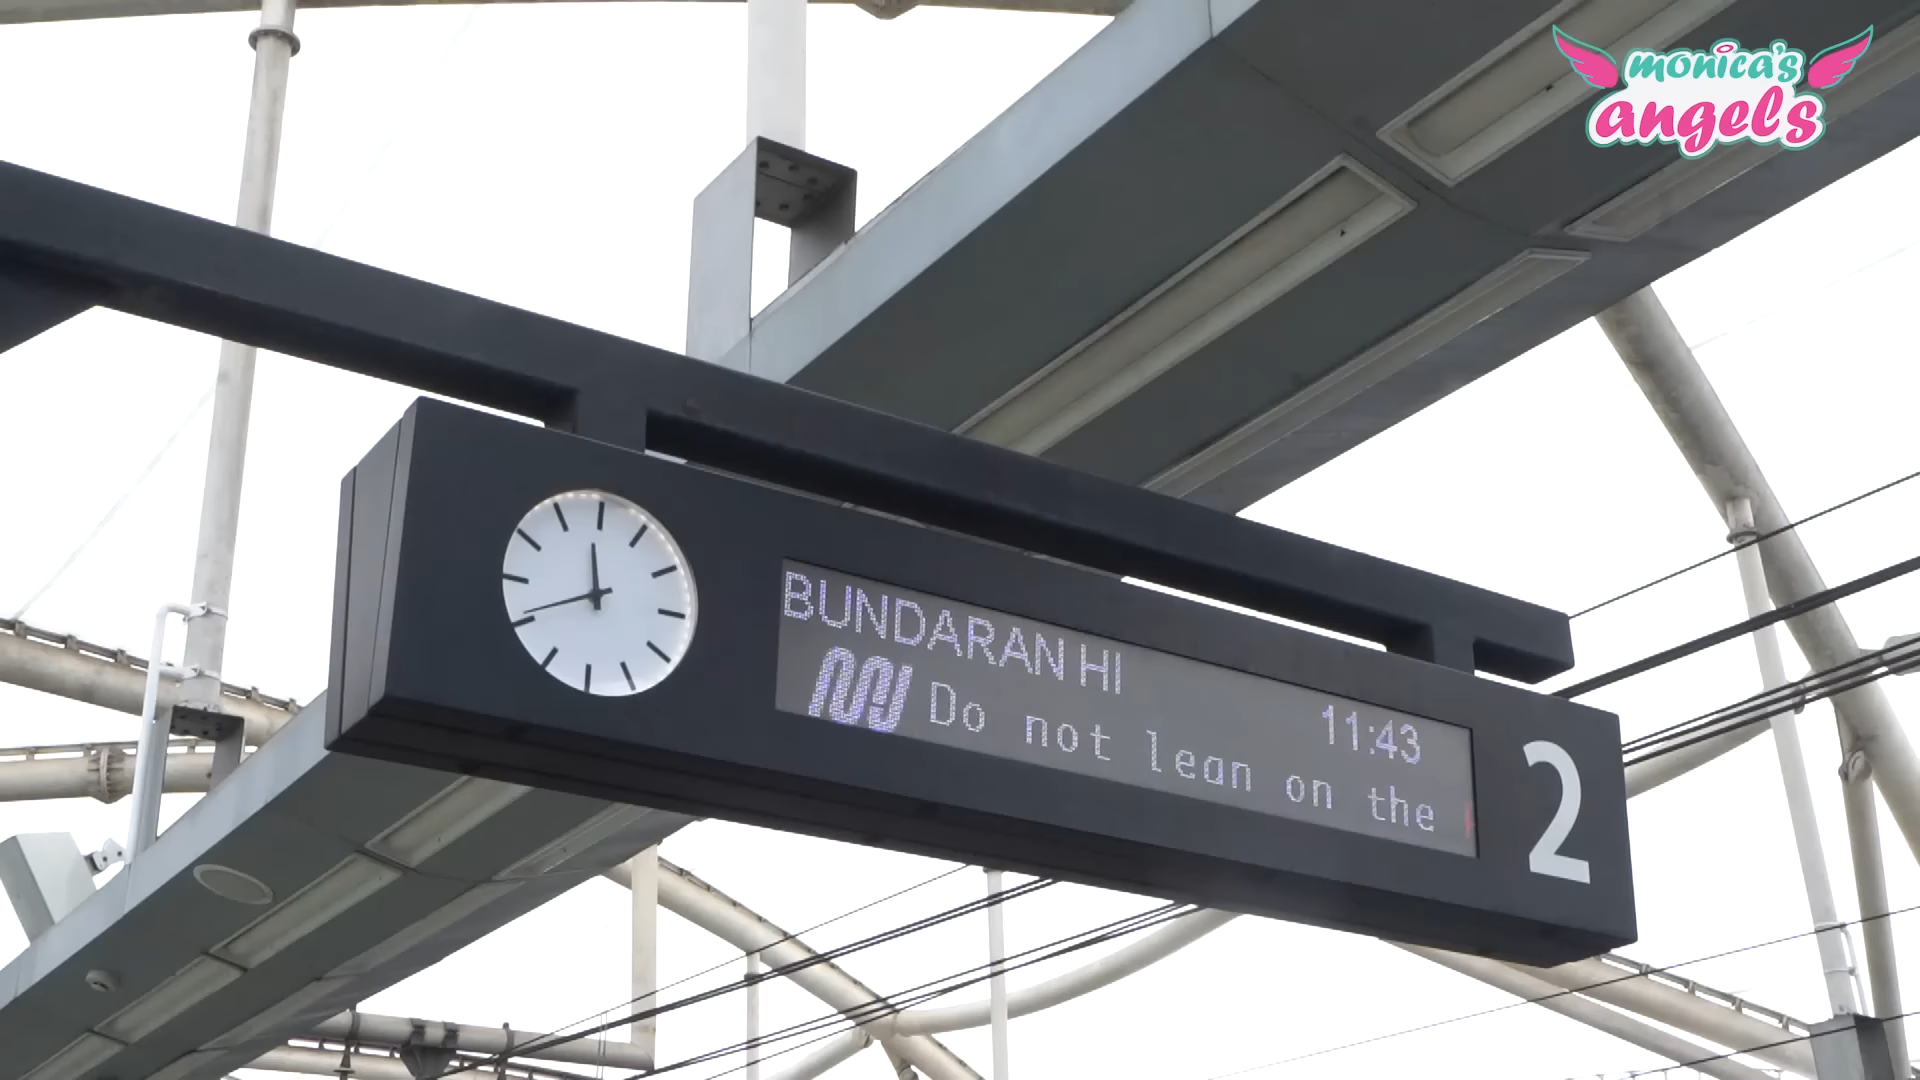 monica's
angels
BUNDARAN HI
11:43
Do not lean on the
2